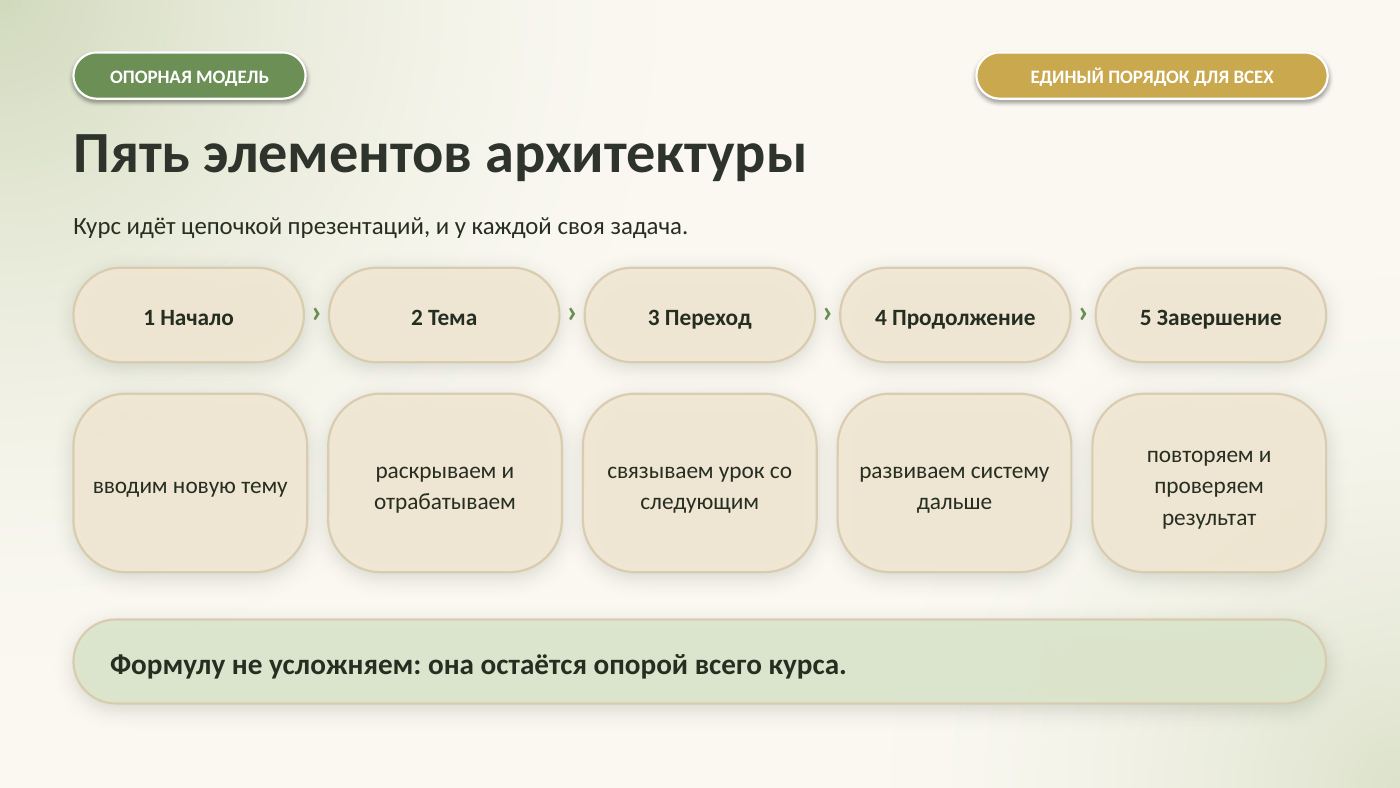 ОПОРНАЯ МОДЕЛЬ
ЕДИНЫЙ ПОРЯДОК ДЛЯ ВСЕХ
Пять элементов архитектуры
Курс идёт цепочкой презентаций, и у каждой своя задача.
1 Начало › 2 Тема › 3 Переход › 4 Продолжение › 5 Завершение
вводим новую тему
раскрываем и
отрабатываем
связываем урок со
следующим
развиваем систему
дальше
повторяем и
проверяем
результат
Формулу не усложняем: она остаётся опорой всего курса.